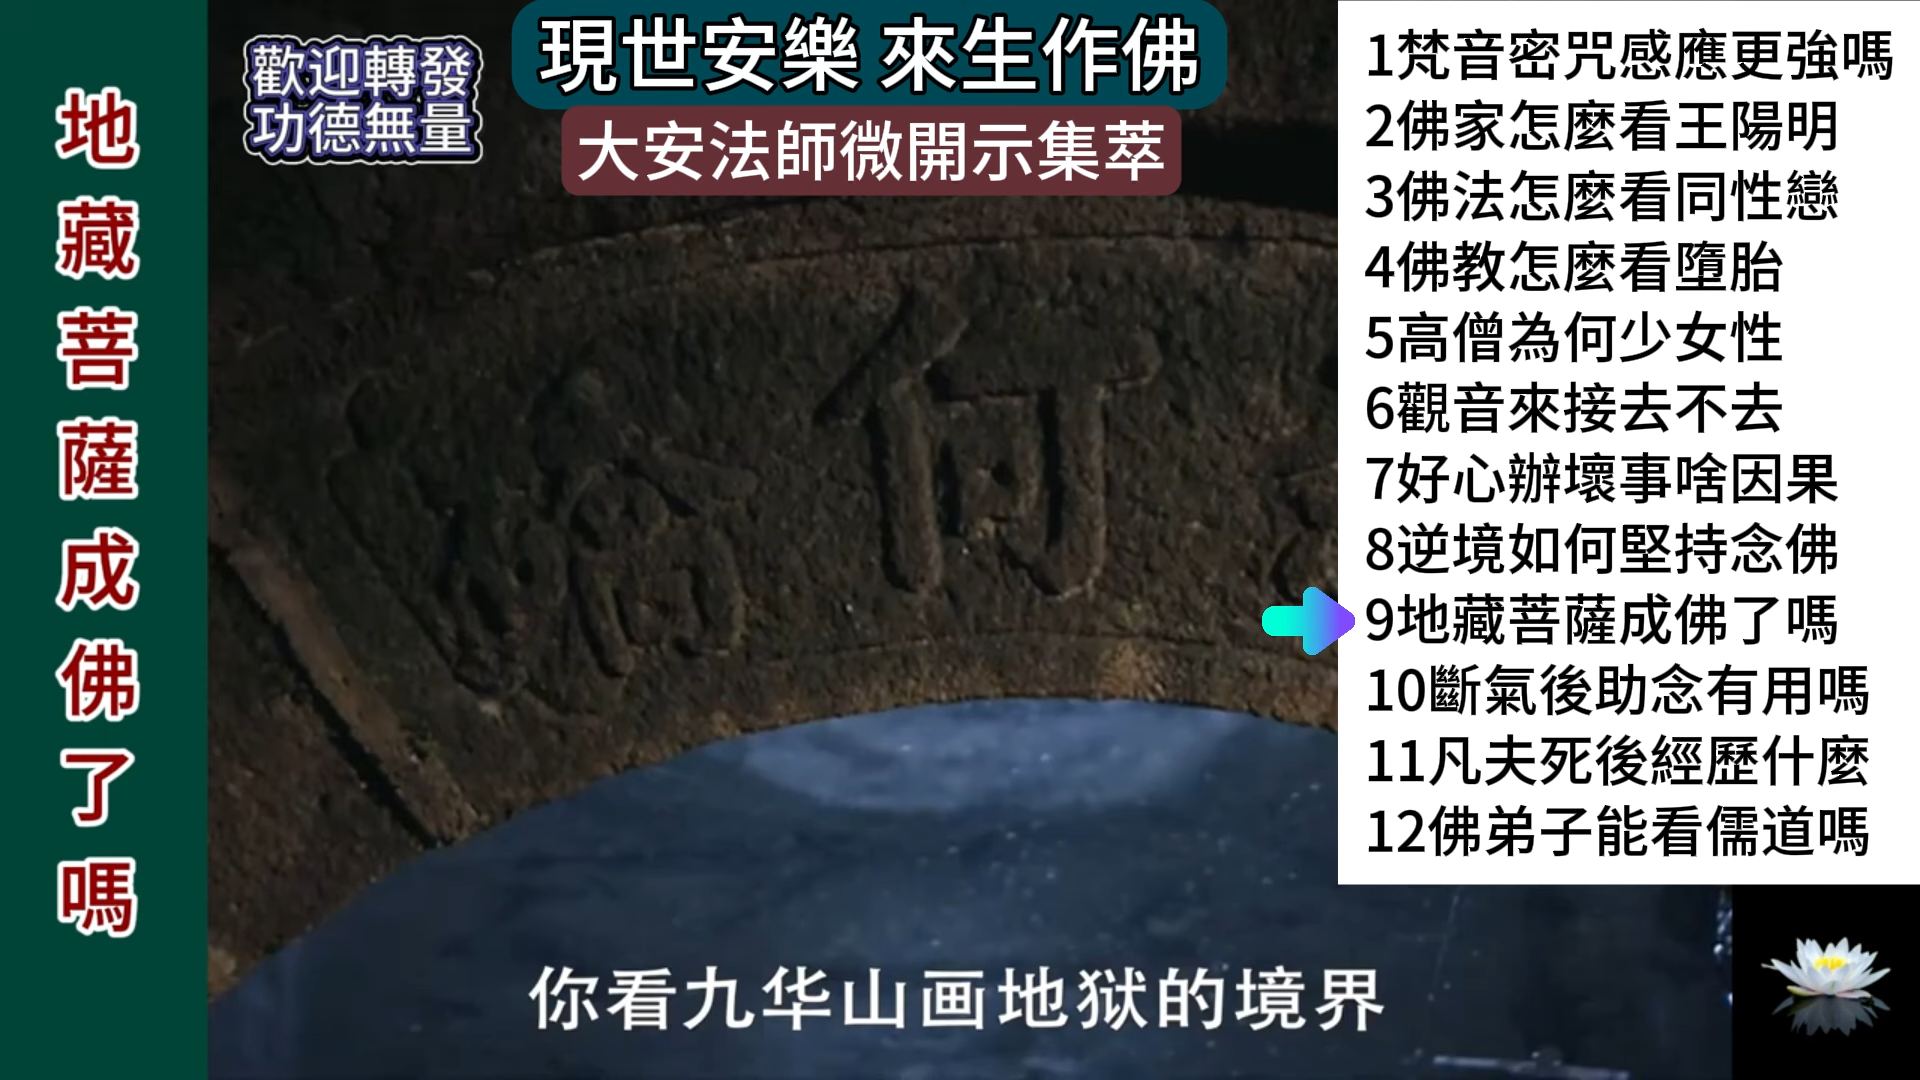 地藏菩薩成佛了嗎
歡迎轉發
功德無量
現世安樂 來生作佛
大安法師微開示集萃
何
1梵音密咒感應更強嗎
2佛家怎麼看王陽明
3佛法怎麼看同性戀
4佛教怎麼看墮胎
5高僧為何少女性
6觀音來接去不去
7好心辦壞事啥因果
8逆境如何堅持念佛
9地藏菩薩成佛了嗎
10斷氣後助念有用嗎
11凡夫死後經歷什麼
12佛弟子能看儒道嗎
你看九华山画地狱的境界